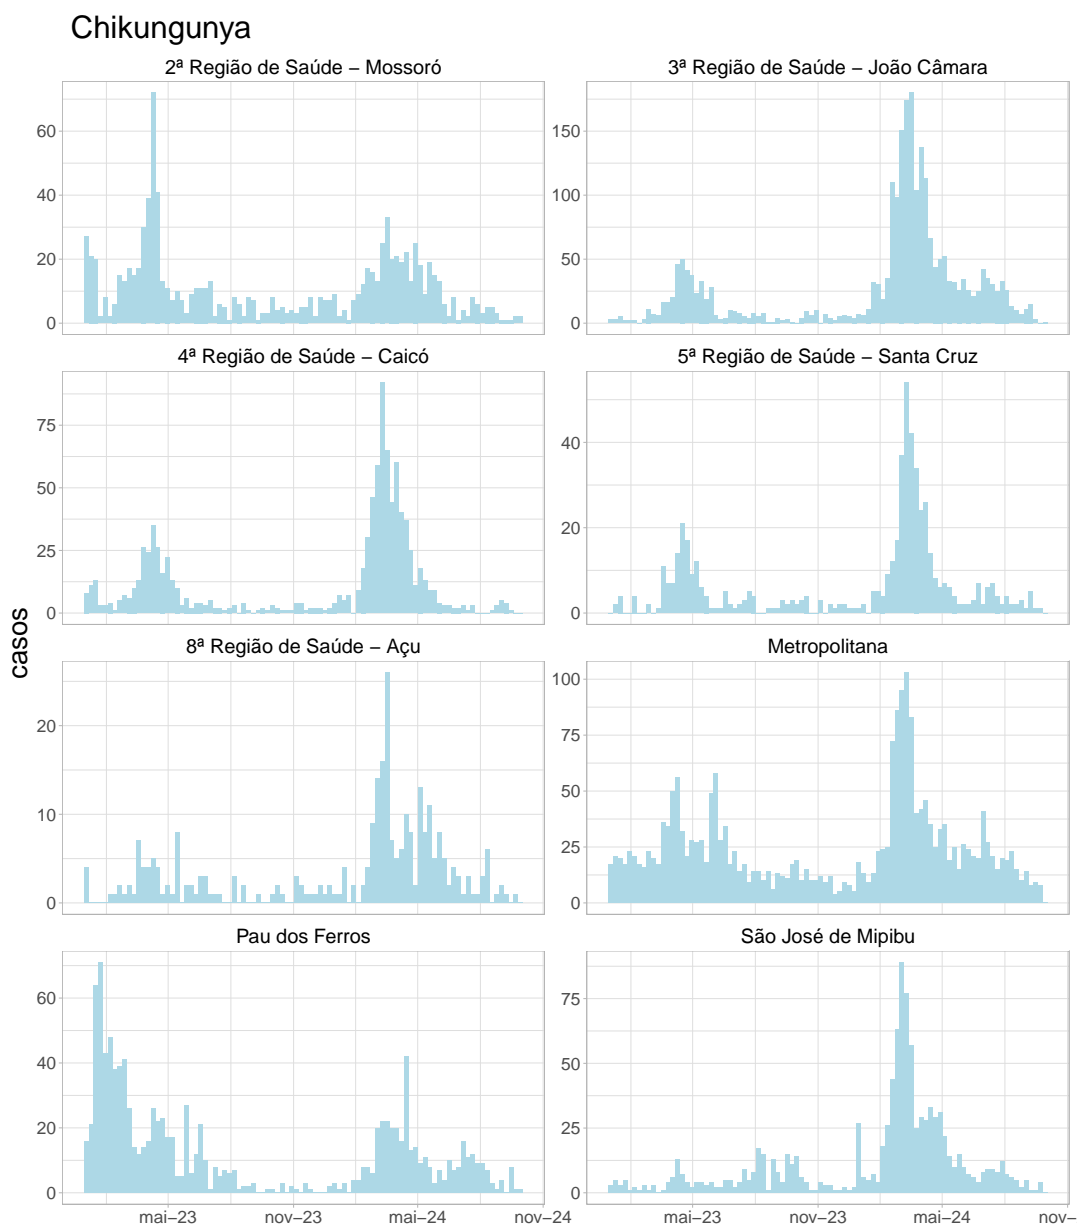 Chikungunya
2ª Região de Saúde − Mossoró
3ª Região de Saúde − João Câmara
60
40
20
0
150
100
50
0
4ª Região de Saúde − Caicó
5ª Região de Saúde − Santa Cruz
75
50
25
0
40
20
0
casos
8ª Região de Saúde − Açu
Metropolitana
20
10
0
100
75
50
25
0
Pau dos Ferros
São José de Mipibu
60
40
20
0
75
50
25
0
mai−23 nov−23 mai−24 nov−24
mai−23 nov−23 mai−24 nov−